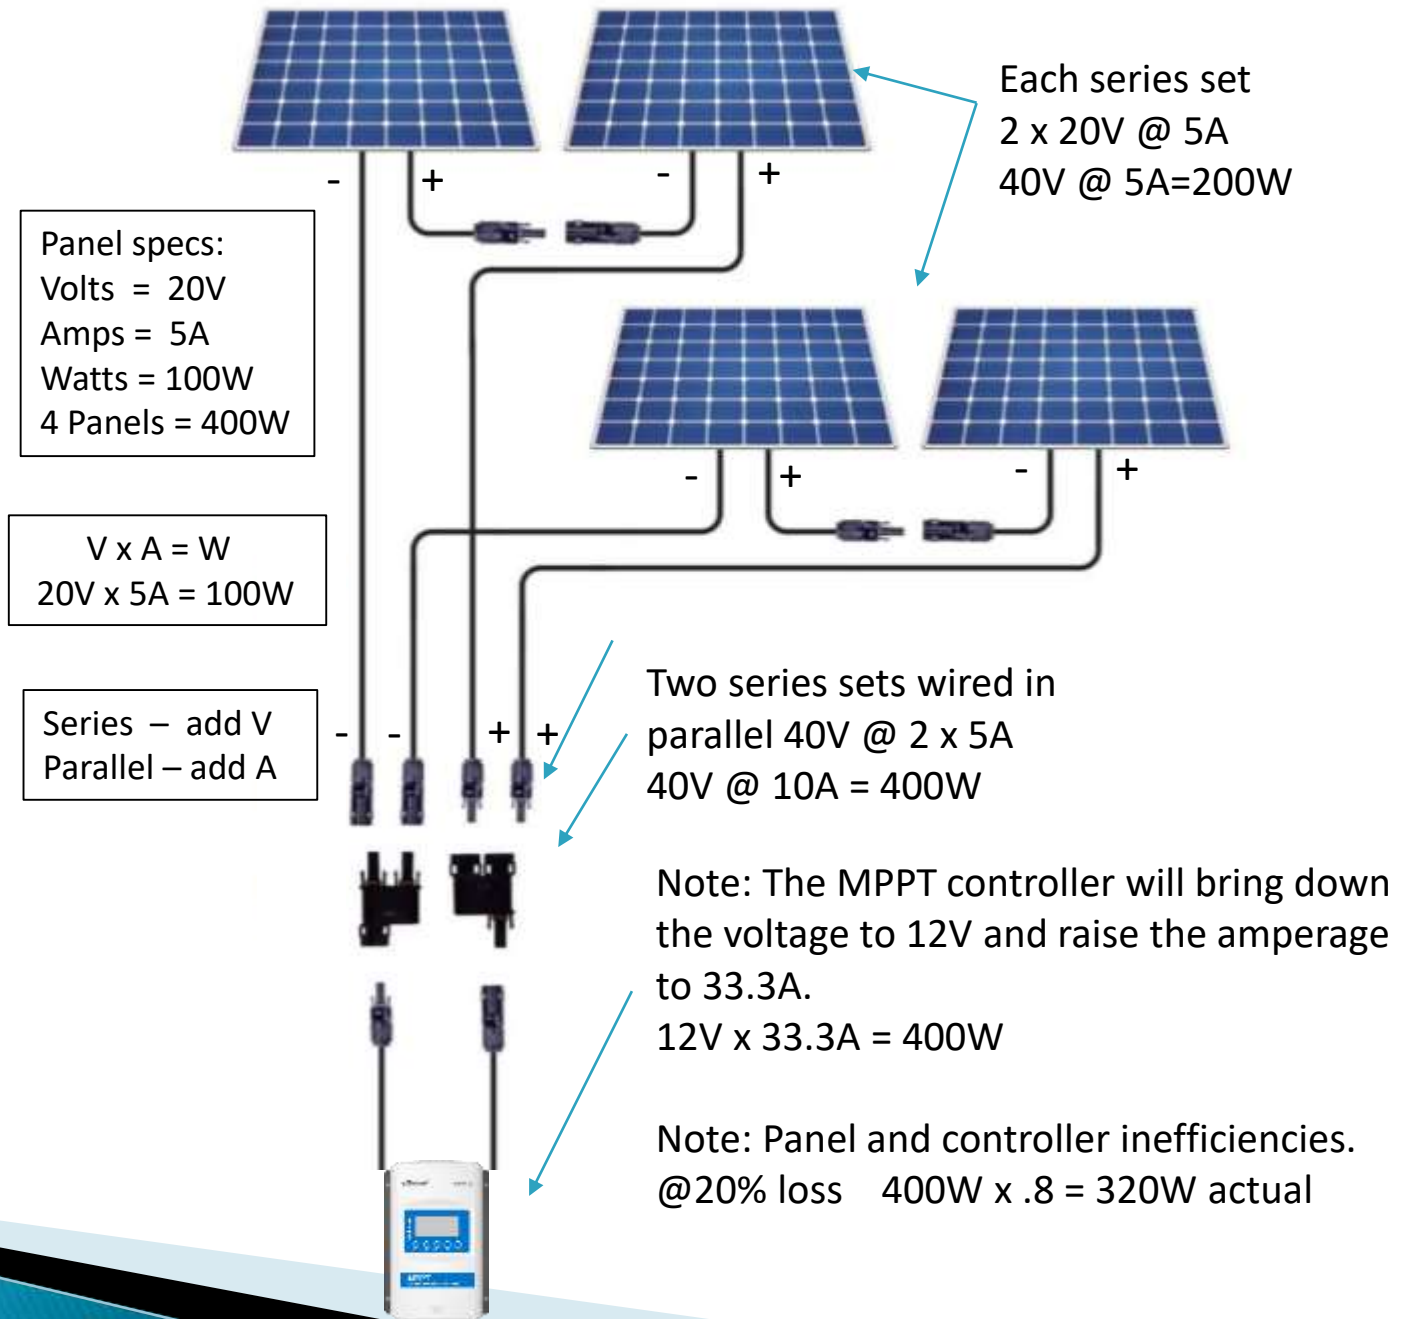 Each series set
2 x 20V @ 5A
40V @ 5A=200W
- +
- +
Panel specs:
Volts = 20V
Amps = 5A
Watts = 100W
4 Panels = 400W
- +
- +
V x A = W
20V x 5A = 100W
Series – add V
Parallel – add A
- - + +
Two series sets wired in
parallel 40V @ 2 x 5A
40V @ 10A = 400W
Note: The MPPT controller will bring down
the voltage to 12V and raise the amperage
to 33.3A.
12V x 33.3A = 400W
Note: Panel and controller inefficiencies.
@20% loss 400W x .8 = 320W actual
MPPT